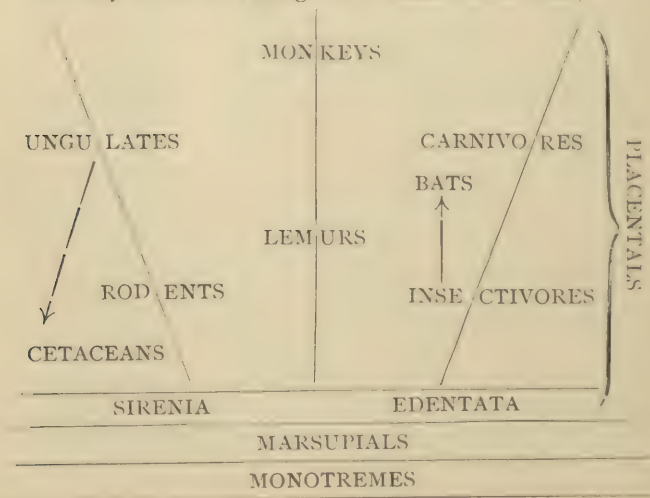 MONKEYS
UNGULATES CARNIVORES
BATS
LEMURS
RODENTS INSECTIVORES
CETACEANS
PLACENTALS
SIRENIA EDENTATA
MARSUPIALS
MONOTREMES